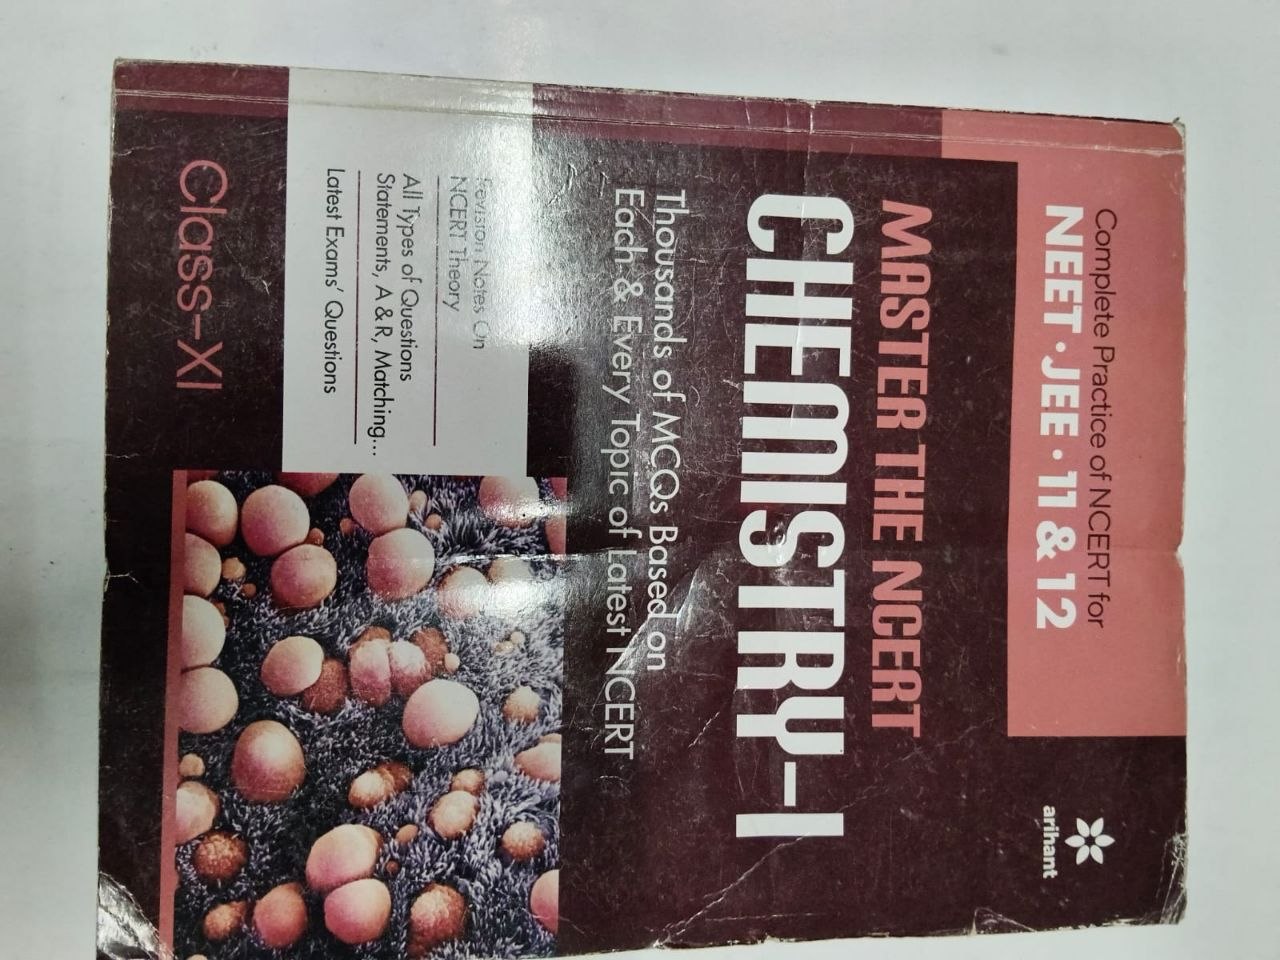 Complete Practice of NCERT for
NEET·JEE·11 & 12
arihant
MASTER THE NCERT
CHEMISTRY-I
Thousands of MCQs Based on
Each & Every Topic of Latest NCERT
Revision Notes On
NCERT Theory
All Types of Questions
Statements, A & R, Matching...
Latest Exams' Questions
Class-XI